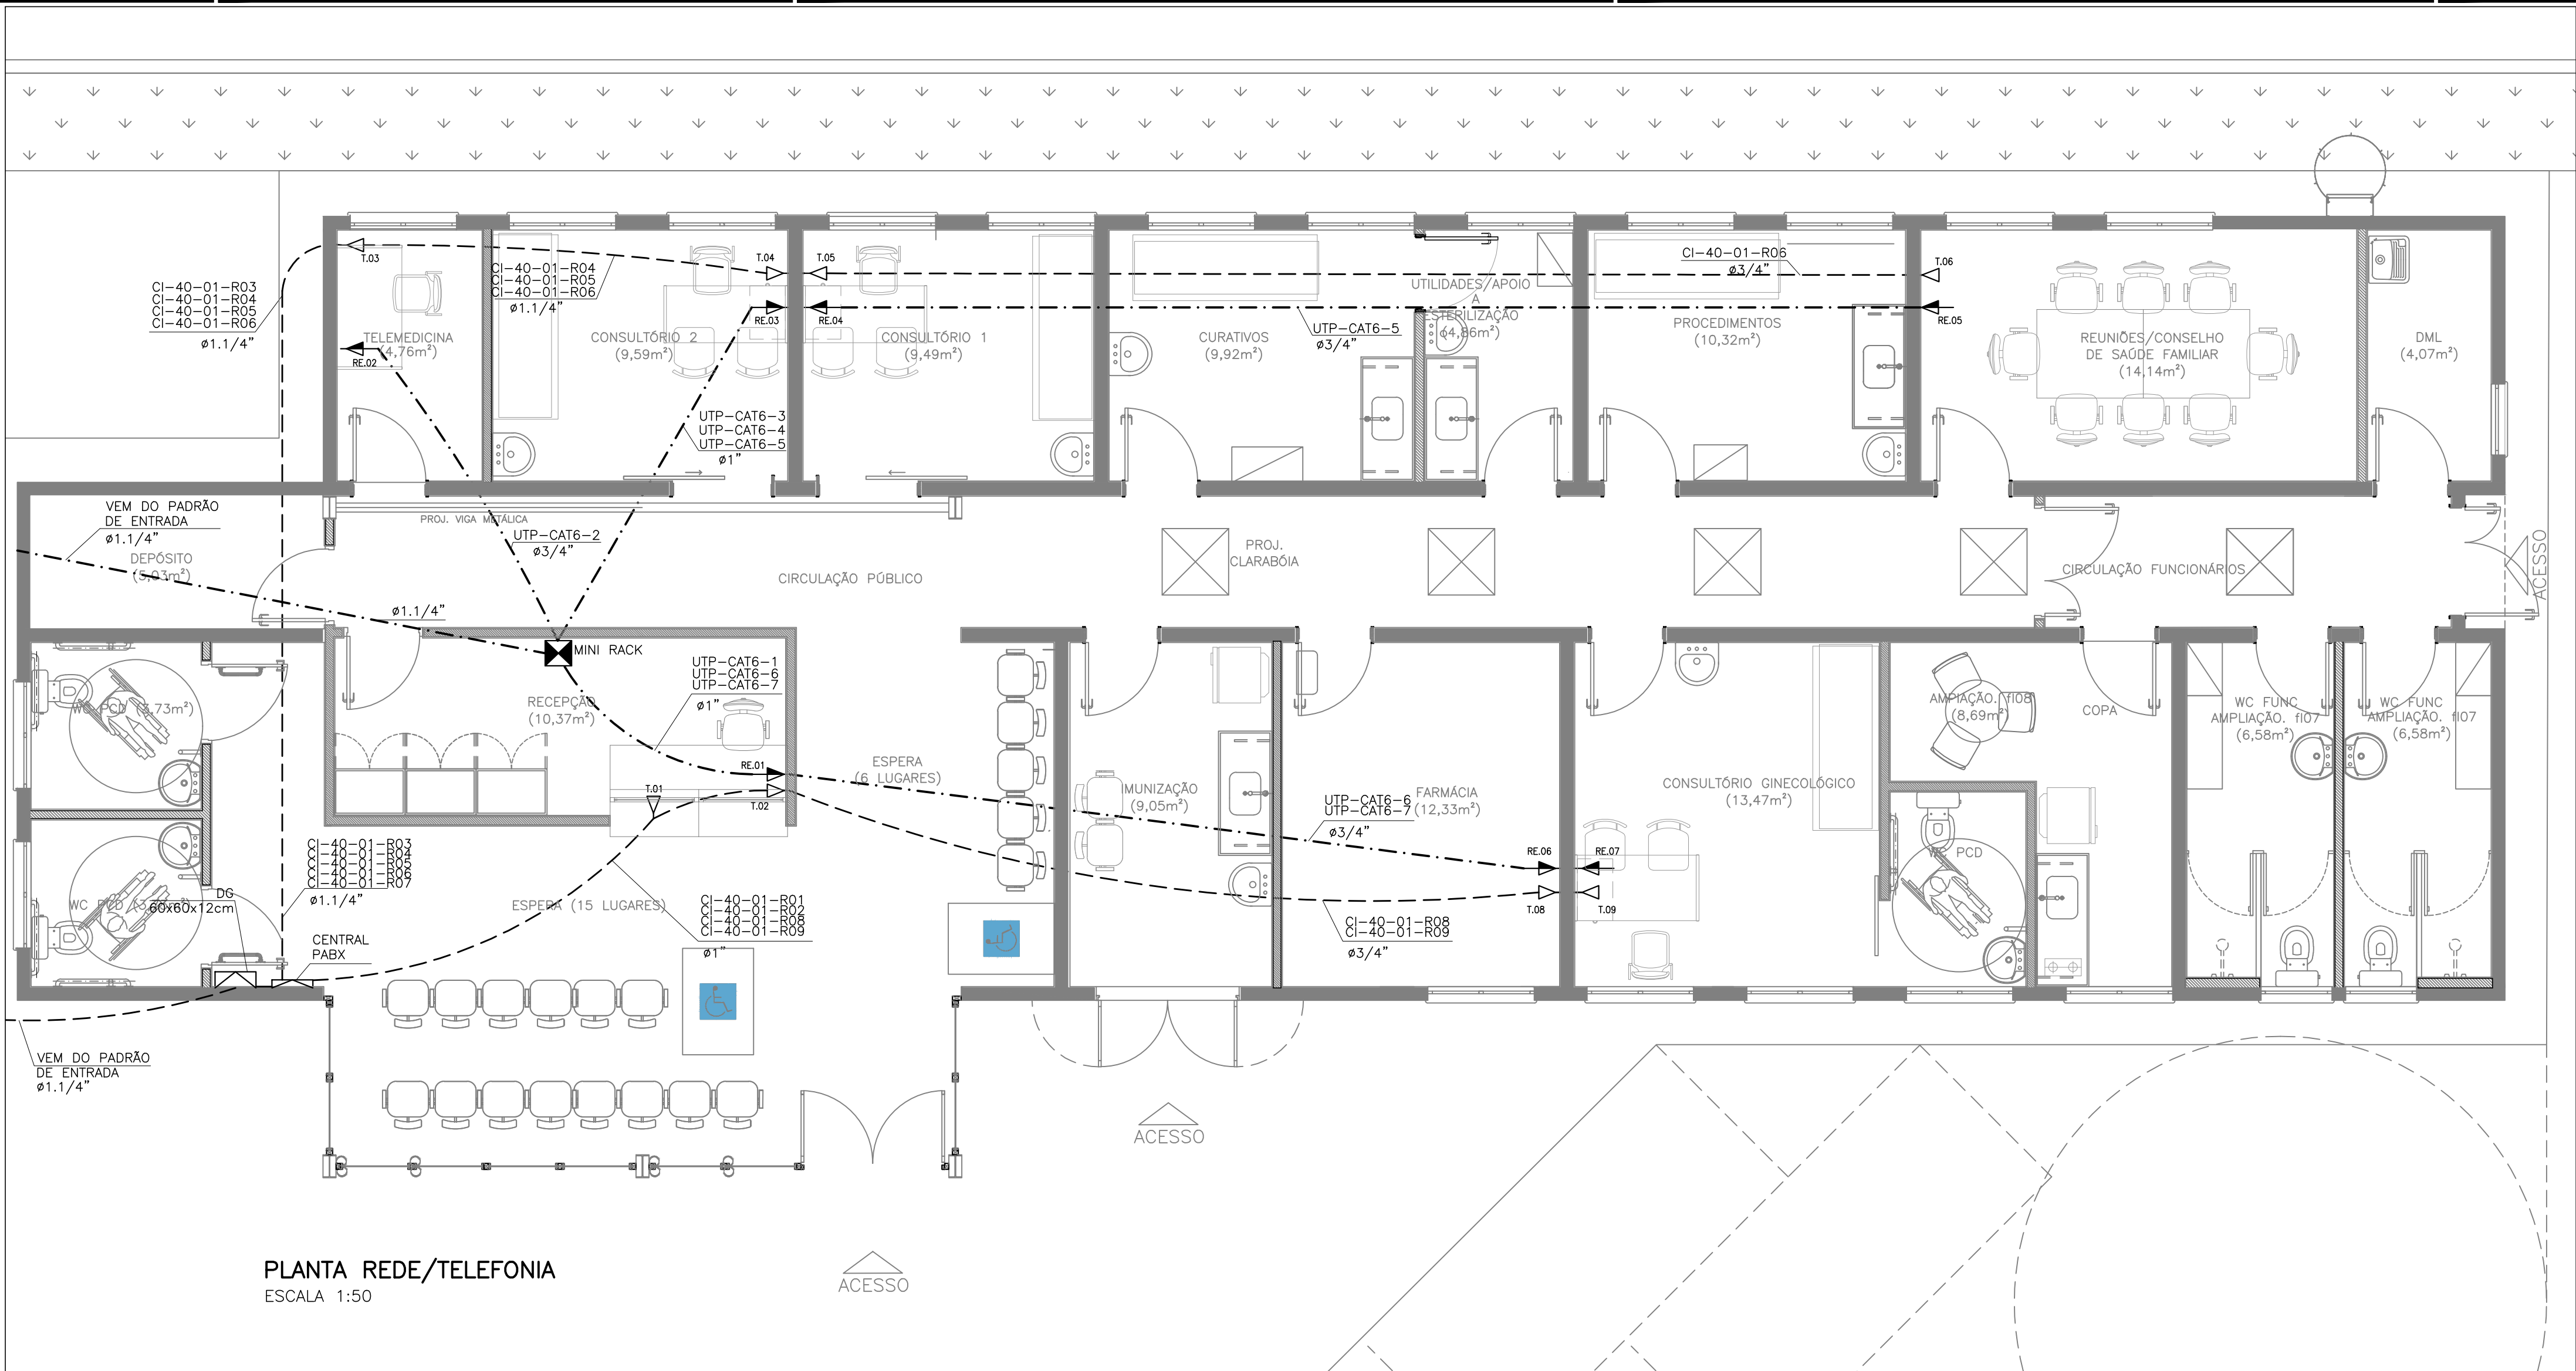 T.03
CI-40-01-R03
CI-40-01-R04
CI-40-01-R05
CI-40-01-R06
ø1.1/4"
CI-40-01-R04
CI-40-01-R05
CI-40-01-R06
ø1.1/4"
T.04
T.05
RE.03
RE.04
CI-40-01-R06
ø3/4"
T.06
RE.05
TELEMEDICINA
(4,76m²)
RE.02
CONSULTÓRIO 2
(9,59m²)
CONSULTÓRIO 1
(9,49m²)
CURATIVOS
(9,92m²)
UTP-CAT6-5
ø3/4"
UTILIDADES/APOIO
A
ESTERILIZAÇÃO
(4,86m²)
PROCEDIMENTOS
(10,32m²)
REUNIÕES/CONSELHO
DE SAÚDE FAMILIAR
(14,14m²)
DML
(4,07m²)
UTP-CAT6-3
UTP-CAT6-4
UTP-CAT6-5
ø1"
VEM DO PADRÃO
DE ENTRADA
ø1.1/4"
DEPÓSITO
(5,03m²)
PROJ. VIGA METÁLICA
UTP-CAT6-2
ø3/4"
CIRCULAÇÃO PÚBLICO
PROJ.
CLARABÓIA
CIRCULAÇÃO FUNCIONÁRIOS
ACESSO
ø1.1/4"
MINI RACK
UTP-CAT6-1
UTP-CAT6-6
UTP-CAT6-7
ø1"
RECEPÇÃO
(10,37m²)
WC PCD (3,73m²)
RE.01
T.01
T.02
ESPERA
(6 LUGARES)
IMUNIZAÇÃO
(9,05m²)
FARMÁCIA
(12,33m²)
UTP-CAT6-6
UTP-CAT6-7
ø3/4"
CONSULTÓRIO GINECOLÓGICO
(13,47m²)
AMPIAÇÃO. fl08
(8,69m²)
COPA
WC FUNC
AMPLIAÇÃO. fl07
(6,58m²)
WC FUNC
AMPLIAÇÃO. fl07
(6,58m²)
RE.06
RE.07
T.08
T.09
WC PCD
CI-40-01-R03
CI-40-01-R04
CI-40-01-R05
CI-40-01-R06
CI-40-01-R07
ø1.1/4"
WC PCD
DG
60x60x12cm
ESPERA (15 LUGARES)
CI-40-01-R01
CI-40-01-R02
CI-40-01-R08
CI-40-01-R09
ø1"
CI-40-01-R08
CI-40-01-R09
ø3/4"
CENTRAL
PABX
VEM DO PADRÃO
DE ENTRADA
ø1.1/4"
ACESSO
ACESSO
PLANTA REDE/TELEFONIA
ESCALA 1:50